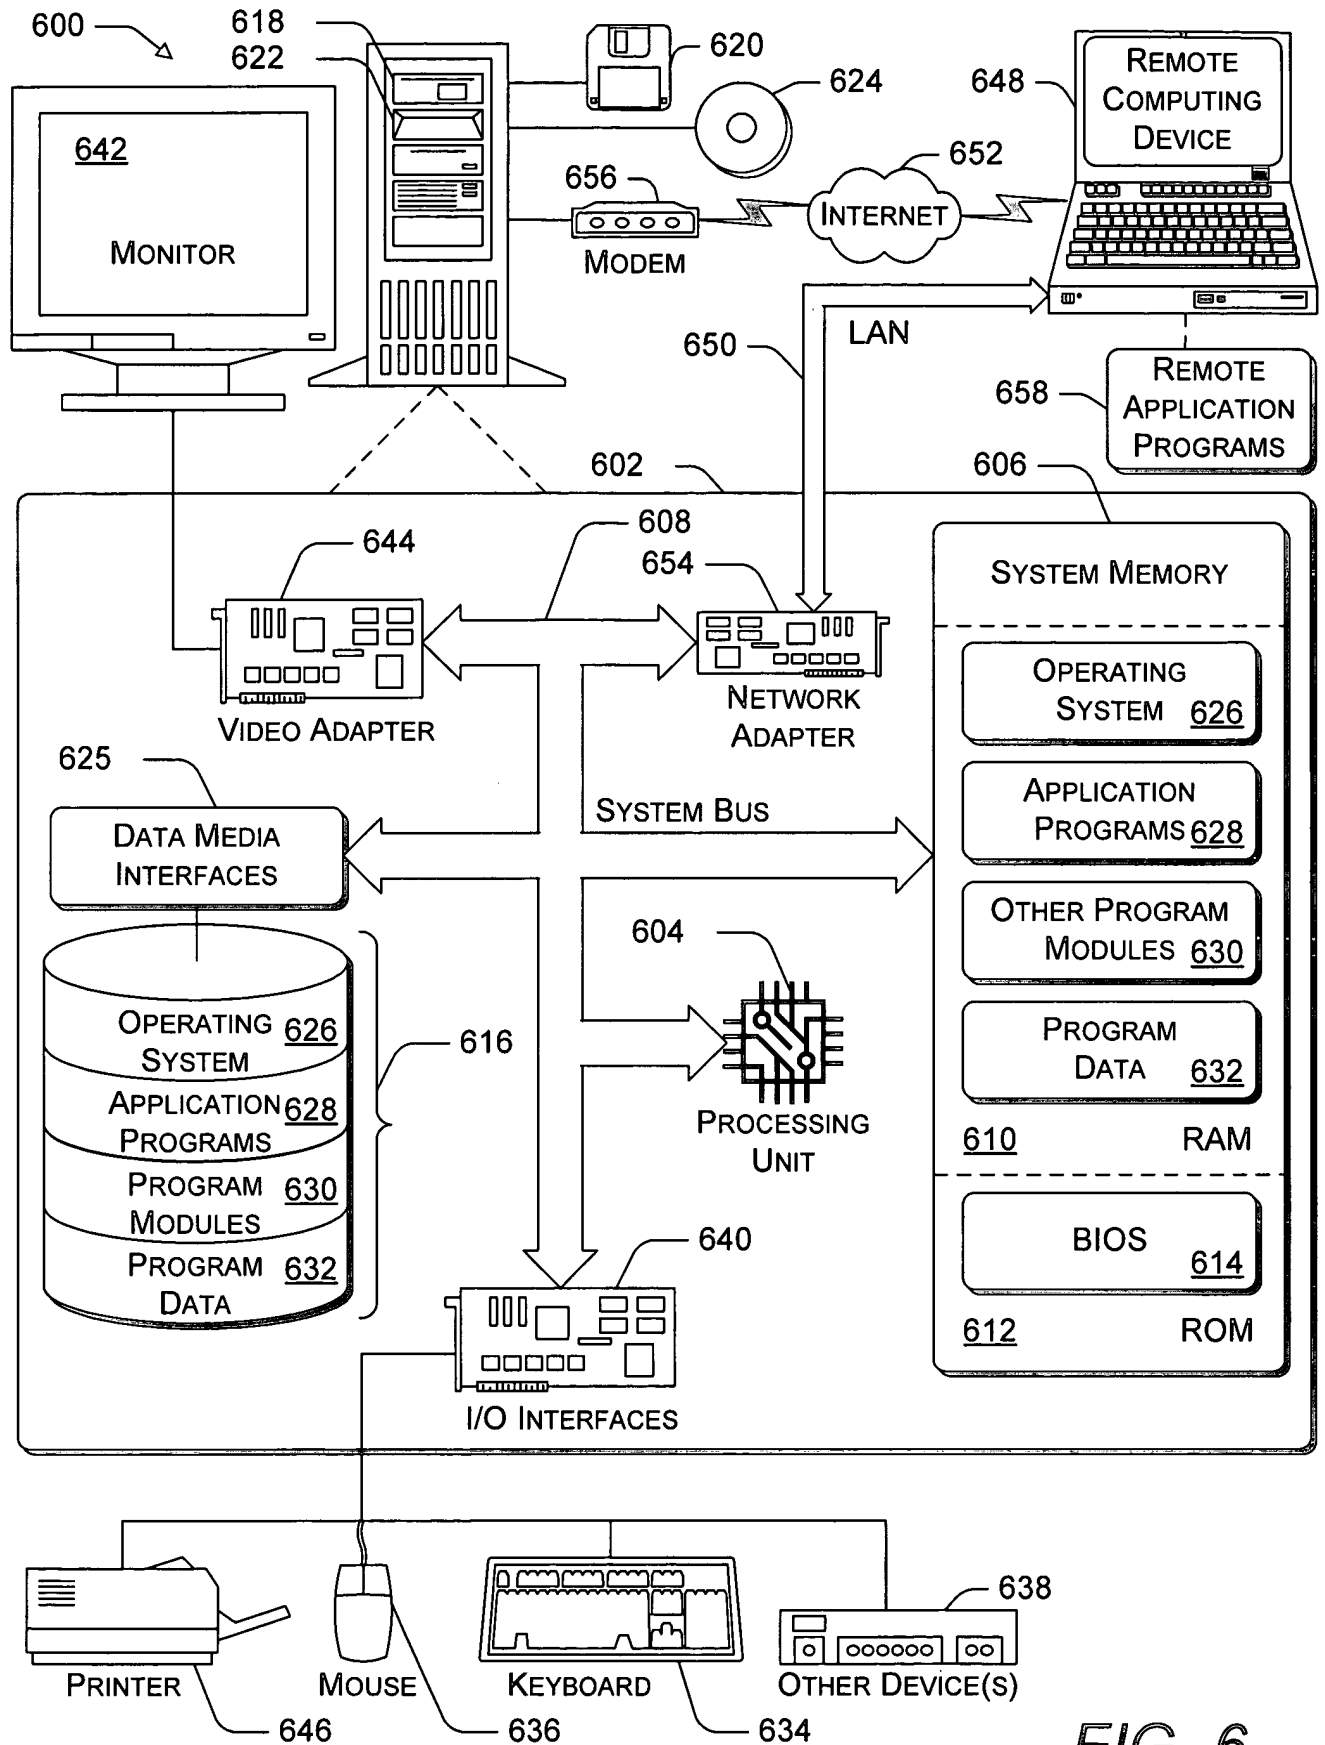 600
618
622
620
624
648
REMOTE
COMPUTING
DEVICE
642
MONITOR
656
MODEM
652
INTERNET
LAN
650
658
REMOTE
APPLICATION
PROGRAMS
602
606
644
608
654
VIDEO ADAPTER
NETWORK
ADAPTER
SYSTEM MEMORY
OPERATING
SYSTEM 626
APPLICATION
PROGRAMS 628
OTHER PROGRAM
MODULES 630
PROGRAM
DATA 632
610 RAM
BIOS
614
612 ROM
625
DATA MEDIA
INTERFACES
SYSTEM BUS
604
PROCESSING
UNIT
OPERATING 626
SYSTEM
APPLICATION 628
PROGRAMS
PROGRAM 630
MODULES
PROGRAM 632
DATA
616
640
I/O INTERFACES
638
PRINTER
MOUSE
KEYBOARD
OTHER DEVICE(S)
646
636
634
FIG. 6